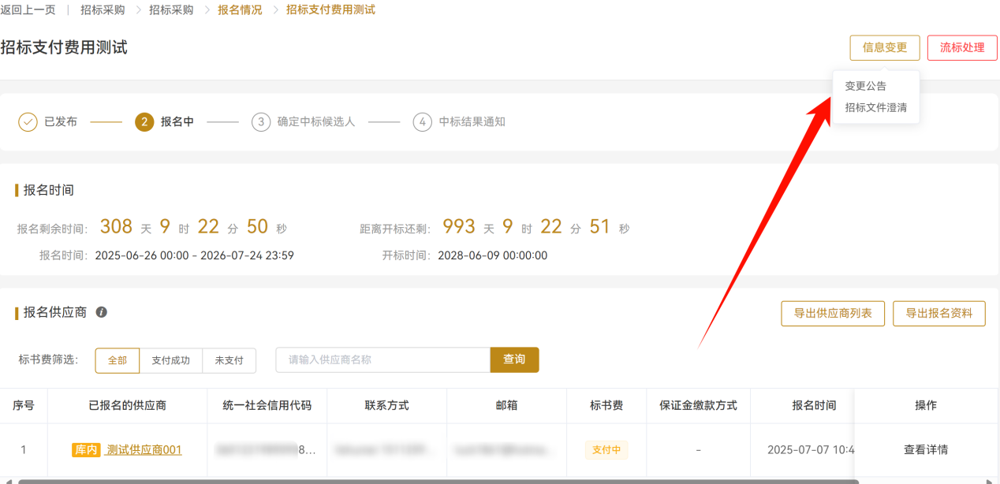 返回上一页 | 招标采购 > 招标采购 > 报名情况 > 招标支付费用测试
招标支付费用测试
信息变更 流标处理
变更公告
招标文件澄清
已发布 2 报名中 3 确定中标候选人 4 中标结果通知
报名时间
报名剩余时间: 308 天 9 时 22 分 50 秒 距离开标还剩: 993 天 9 时 22 分 51 秒
报名时间: 2025-06-26 00:00 - 2026-07-24 23:59 开标时间: 2028-06-09 00:00:00
报名供应商 i 导出供应商列表 导出报名资料
标书费筛选: 全部 支付成功 未支付 请输入供应商名称 查询
序号 已报名的供应商 统一社会信用代码 联系方式 邮箱 标书费 保证金缴款方式 报名时间 操作
1 库内 测试供应商001 8... 支付中 - 2025-07-07 10:4 查看详情